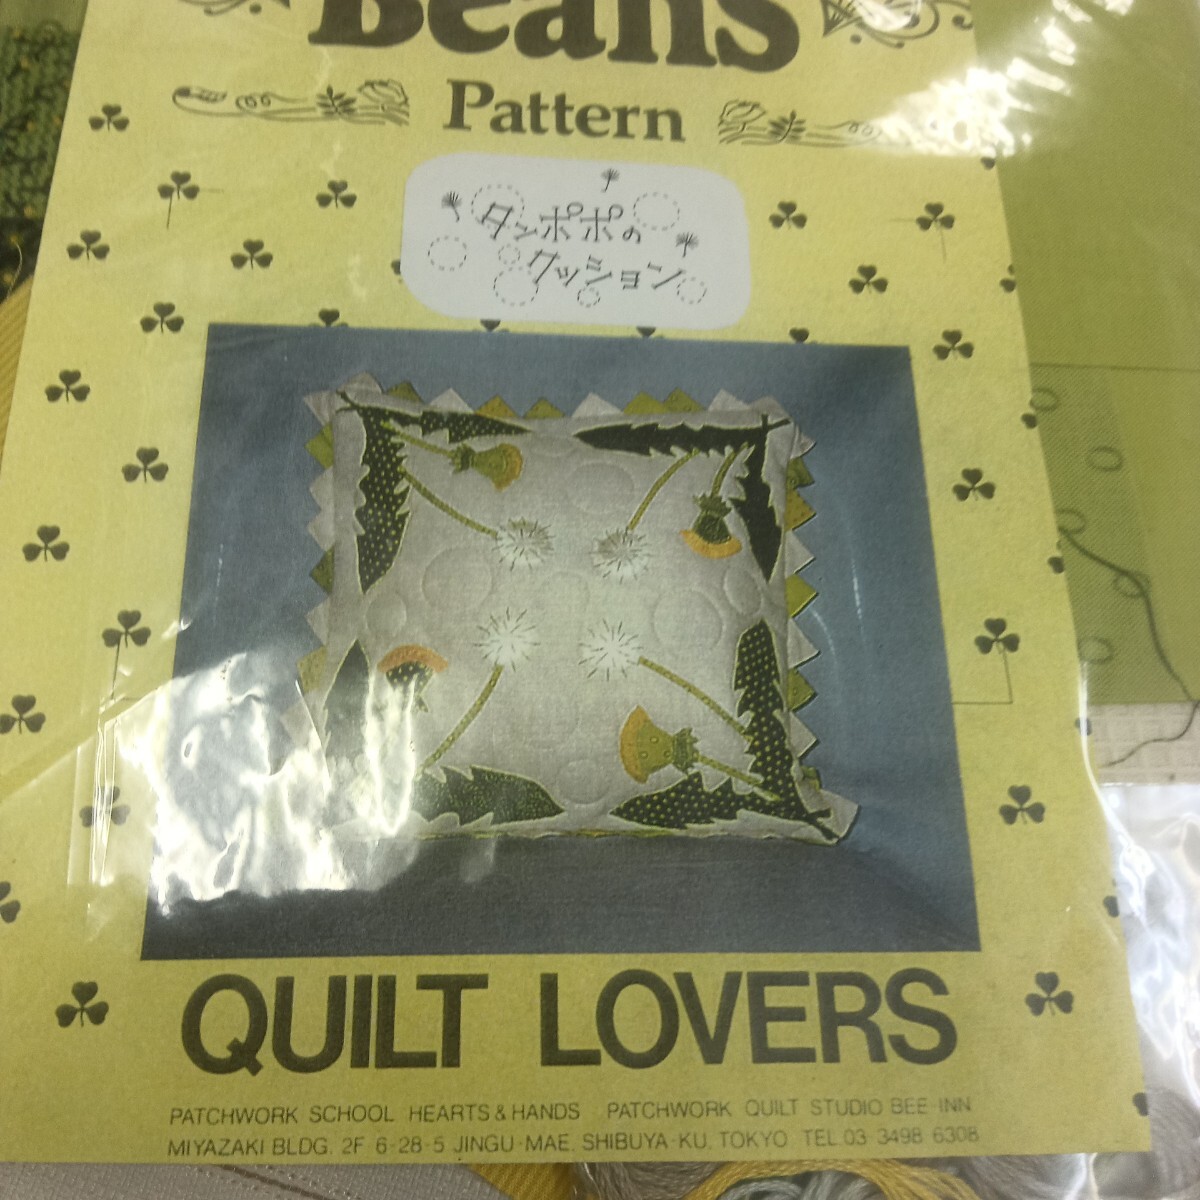 Beans
Pattern
タンポポの
クッション
QUILT LOVERS
PATCHWORK SCHOOL HEARTS & HANDS PATCHWORK QUILT STUDIO BEE INN
MIYAZAKI BLDG. 2F 6-28-5 JINGU-MAE, SHIBUYA-KU, TOKYO TEL 03 3498 6308